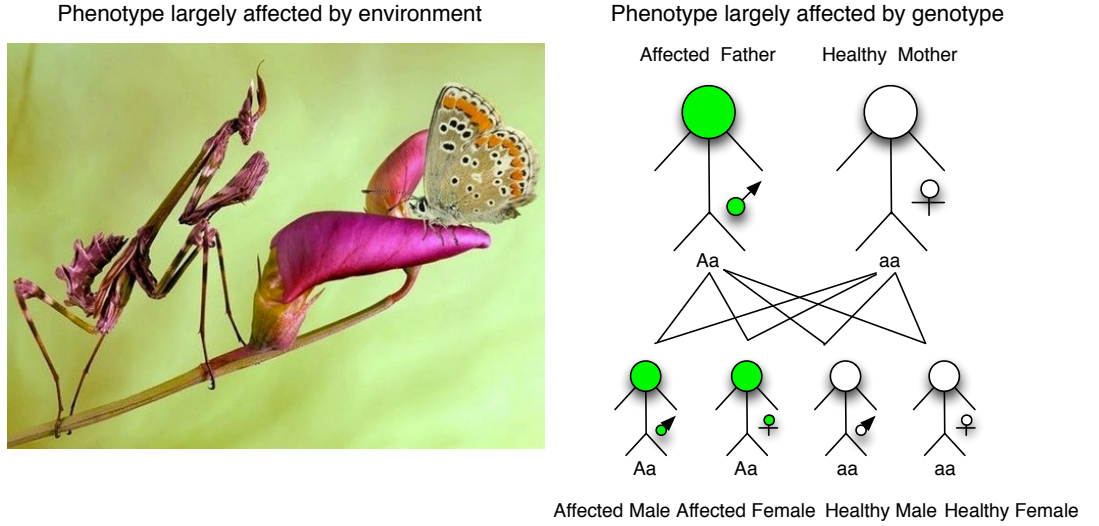 Phenotype largely affected by environment
Phenotype largely affected by genotype
Affected Father Healthy Mother
Aa aa
Aa Aa aa aa
Affected Male Affected Female Healthy Male Healthy Female